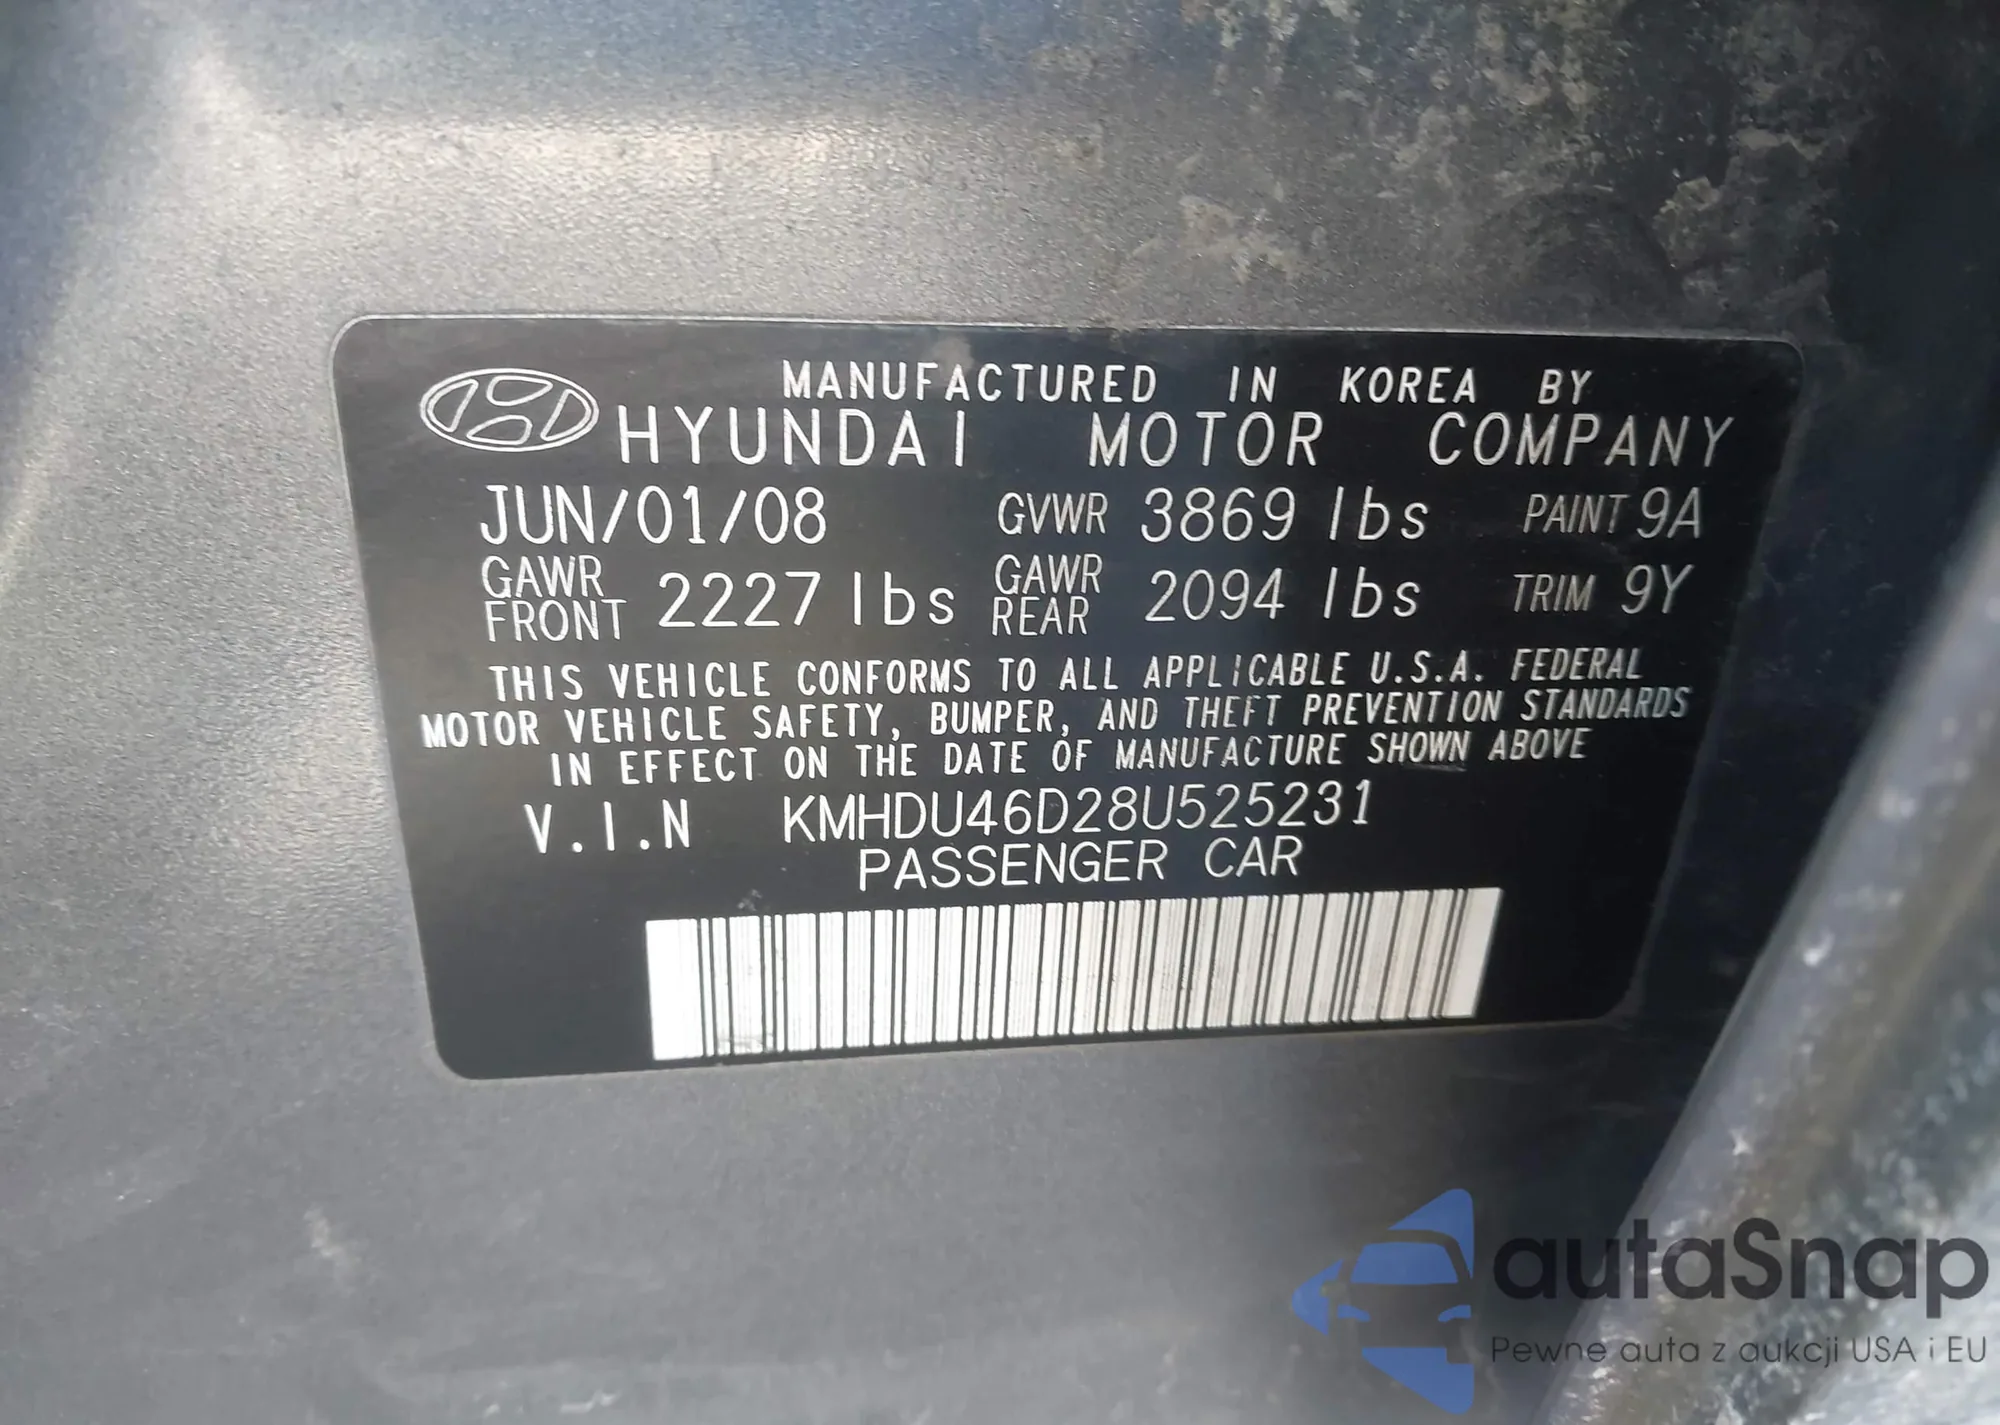 MANUFACTURED IN KOREA BY
HYUNDAI MOTOR COMPANY
JUN/01/08 GVWR 3869 lbs PAINT 9A
GAWR FRONT 2227 lbs GAWR REAR 2094 lbs TRIM 9Y
THIS VEHICLE CONFORMS TO ALL APPLICABLE U.S.A. FEDERAL
MOTOR VEHICLE SAFETY, BUMPER, AND THEFT PREVENTION STANDARDS
IN EFFECT ON THE DATE OF MANUFACTURE SHOWN ABOVE
V.I.N KMHDU46D28U525231
PASSENGER CAR
autaSnap
Pewne auta z aukcji USA i EU